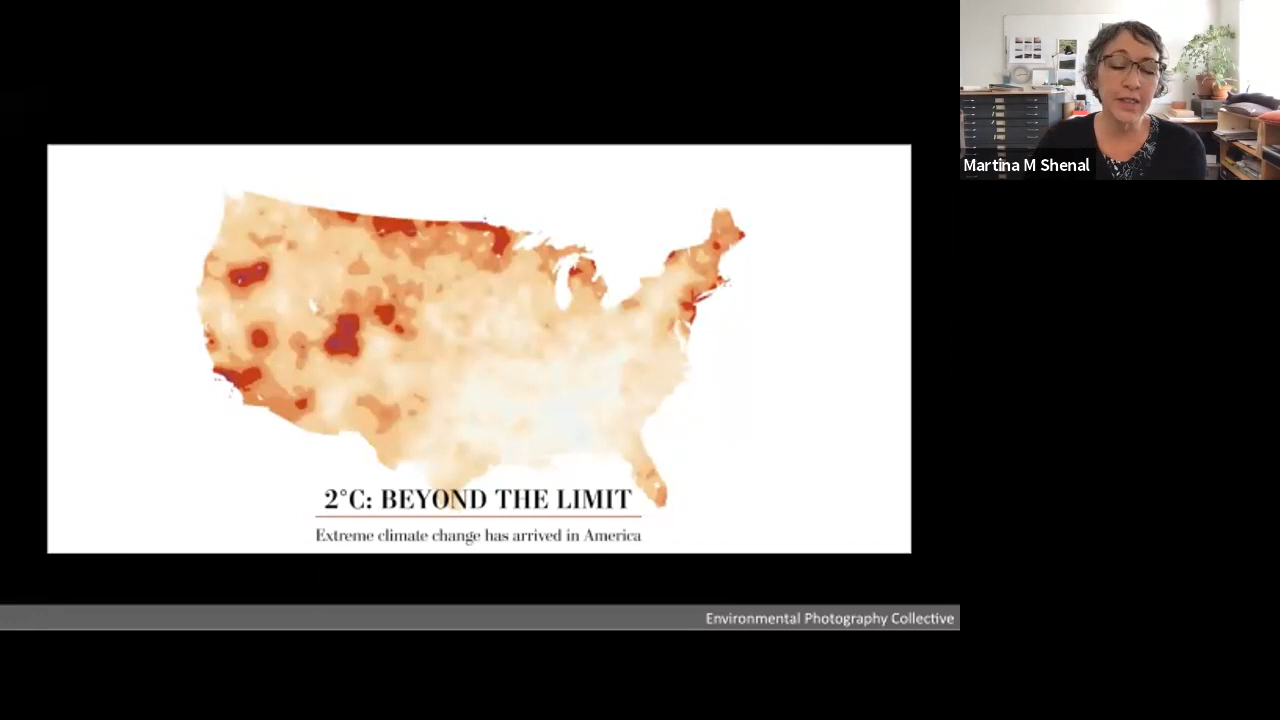 Martina M Shenal
2°C: BEYOND THE LIMIT
Extreme climate change has arrived in America
Environmental Photography Collective